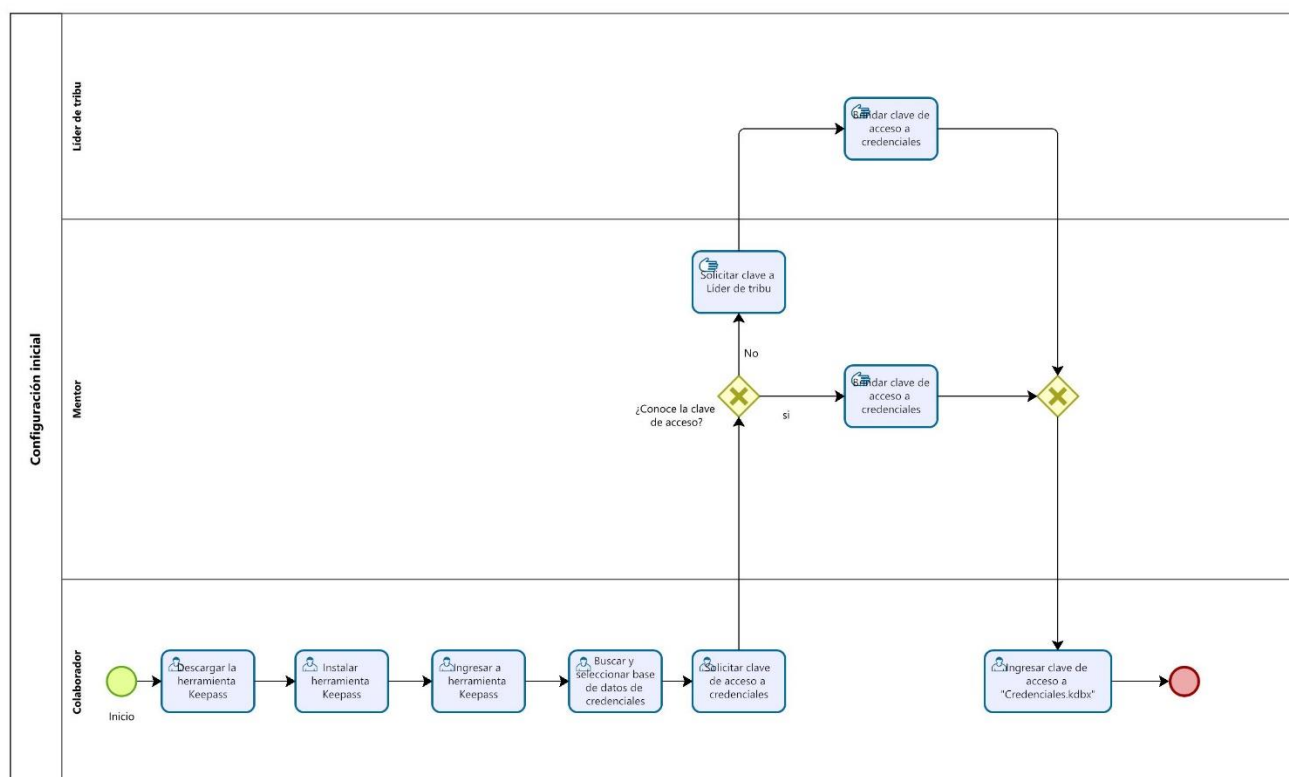 Configuración inicial
Líder de tribu
Brindar clave de
acceso a
credenciales
Mentor
Solicitar clave a
Líder de tribu
No
¿Conoce la clave
de acceso?
si
Brindar clave de
acceso a
credenciales
Colaborador
Inicio
Descargar la
herramienta
Keepass
Instalar
herramienta
Keepass
Ingresar a
herramienta
Keepass
Buscar y
seleccionar base
de datos de
credenciales
Solicitar clave
de acceso a
credenciales
Ingresar clave de
acceso a
"Credenciales.kdbx"